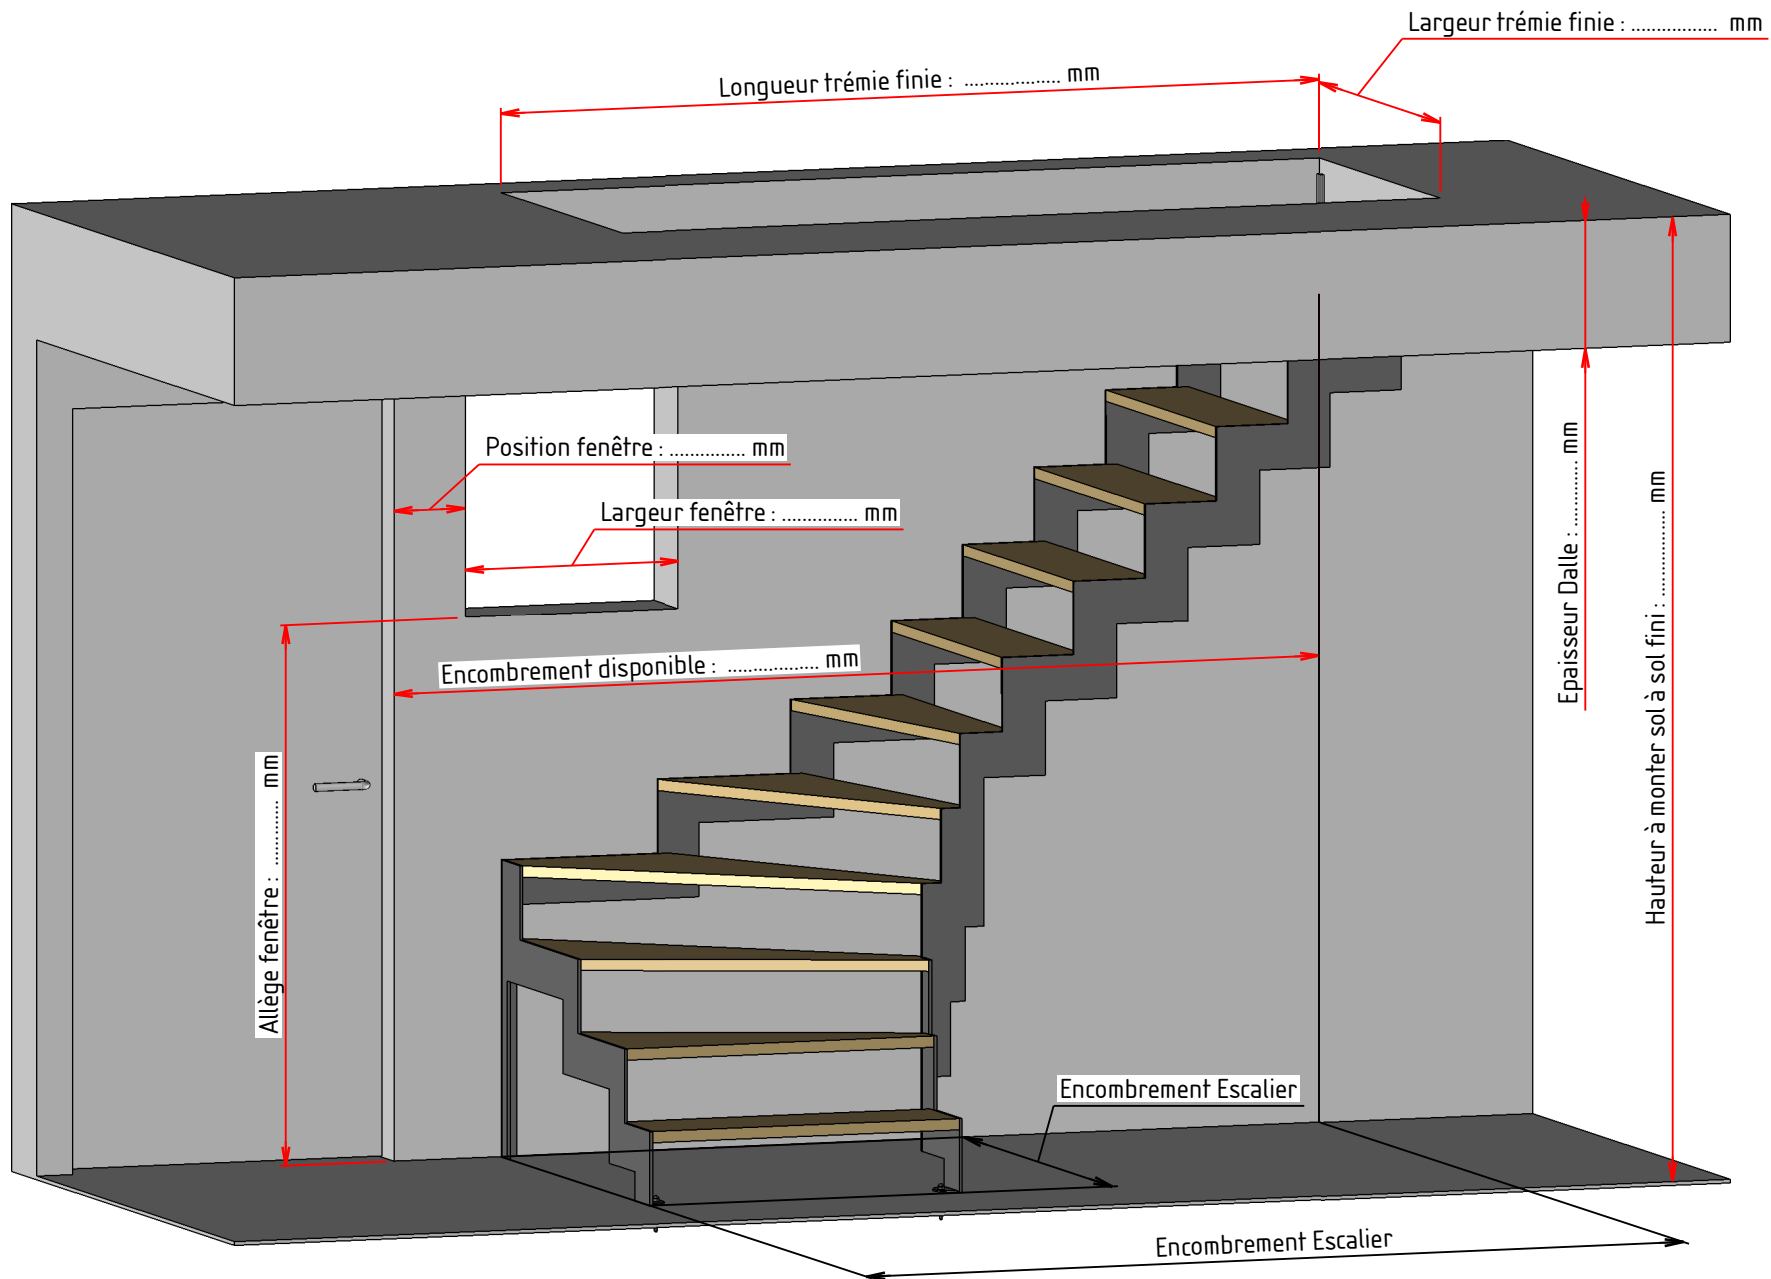 Largeur trémie finie : ................. mm
Longueur trémie finie : ................... mm
Position fenêtre : ............... mm
Largeur fenêtre : ............... mm
Encombrement disponible : .................. mm
Epaisseur Dalle : ............... mm
Hauteur à monter sol à sol fini : ................ mm
Allège fenêtre : ............. mm
Encombrement Escalier
Encombrement Escalier